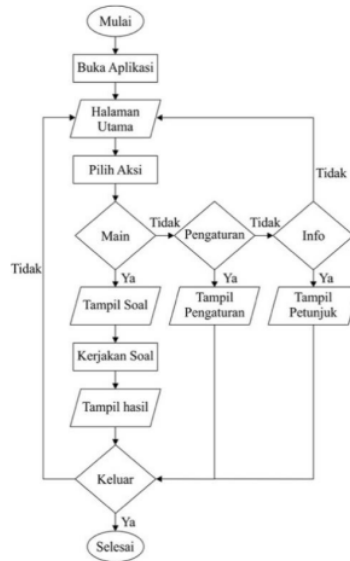 Mulai
Buka Aplikasi
Halaman
Utama
Pilih Aksi
Tidak
Main
Tidak
Pengaturan
Tidak
Info
Tidak
Ya
Ya
Ya
Tampil Soal
Tampil
Pengaturan
Tampil
Petunjuk
Kerjakan Soal
Tampil hasil
Keluar
Ya
Selesai